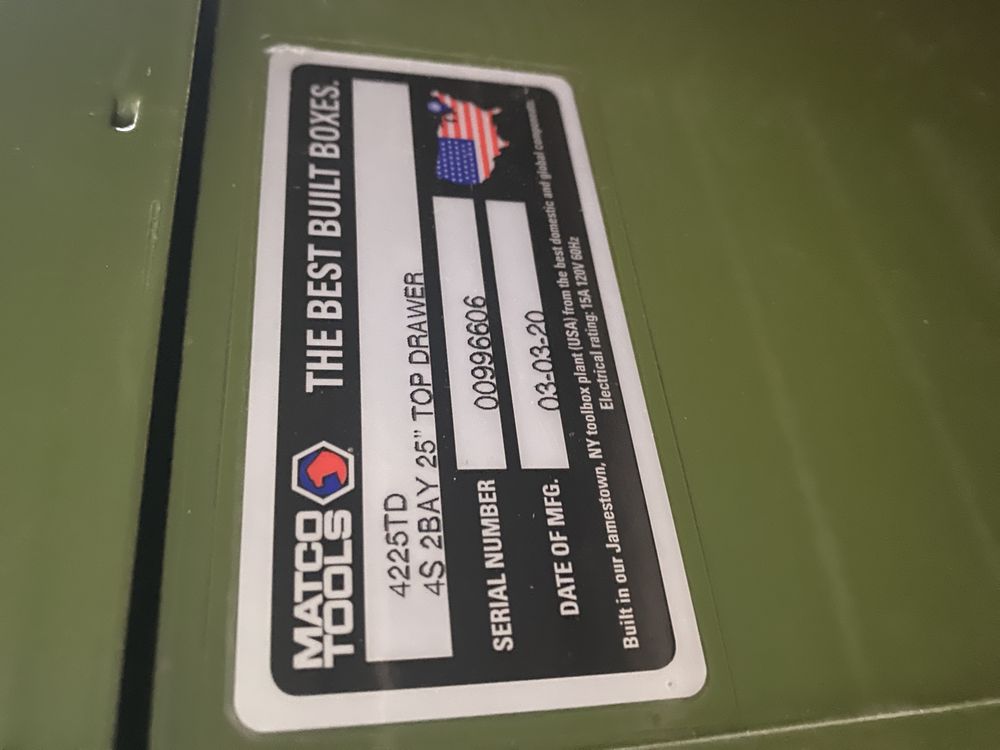 MATCO TOOLS
THE BEST BUILT BOXES.
4225TD
4S 2BAY 25" TOP DRAWER
SERIAL NUMBER 00996606
DATE OF MFG. 03-03-20
Built in our Jamestown, NY toolbox plant (USA) from the best domestic and global components.
Electrical rating: 15A 120V 60Hz